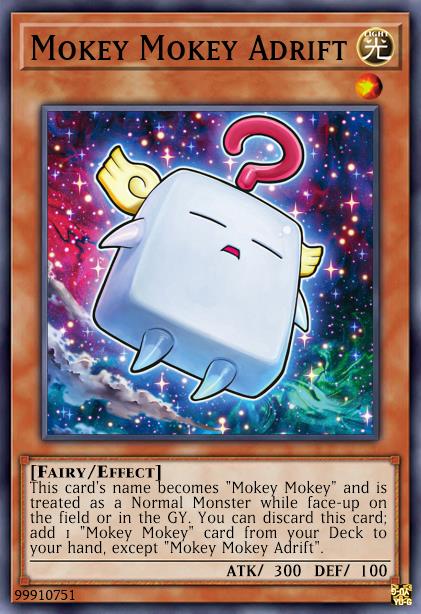 MOKEY MOKEY ADRIFT
LIGHT
光
[FAIRY/EFFECT]
This card's name becomes "Mokey Mokey" and is
treated as a Normal Monster while face-up on
the field or in the GY. You can discard this card;
add 1 "Mokey Mokey" card from your Deck to
your hand, except "Mokey Mokey Adrift".
ATK/ 300 DEF/ 100
99910751